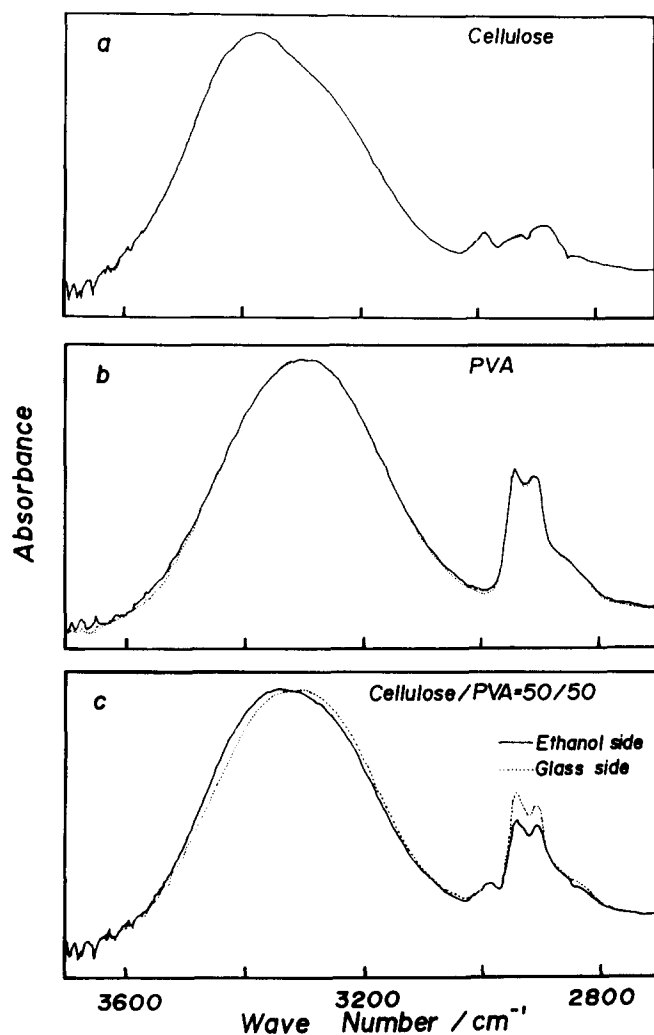 a
Cellulose
b
PVA
c
Cellulose/PVA=50/50
Ethanol side
Glass side
Absorbance
3600
3200
2800
Wave Number /cm⁻¹